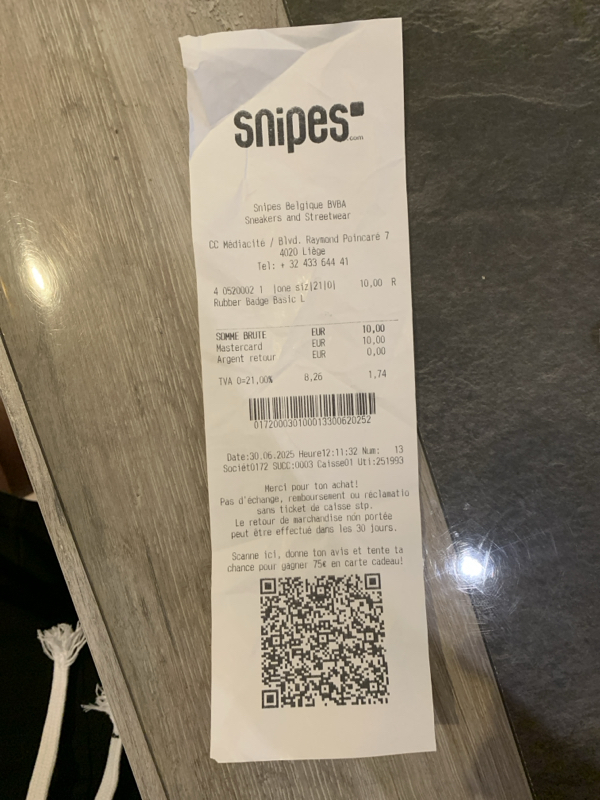 snipes
.com
Snipes Belgique BVBA
Sneakers and Streetwear
CC Médiacité / Blvd. Raymond Poincaré 7
4020 Liège
Tel: + 32 433 644 41
4 0520002 1 |one siz|21|0| 10,00 R
Rubber Badge Basic L
SOMME BRUTE EUR 10,00
Mastercard EUR 10,00
Argent retour EUR 0,00
TVA 0=21,00% 8,26 1,74
017200030100013300620252
Date:30.06.2025 Heure12:11:32 Num: 13
Sociét0172 SUCC:0003 Caisse01 Uti:251993
Merci pour ton achat!
Pas d'échange, remboursement ou réclamatio
sans ticket de caisse stp.
Le retour de marchandise non portée
peut être effectué dans les 30 jours.
Scanne ici, donne ton avis et tente ta
chance pour gagner 75€ en carte cadeau!